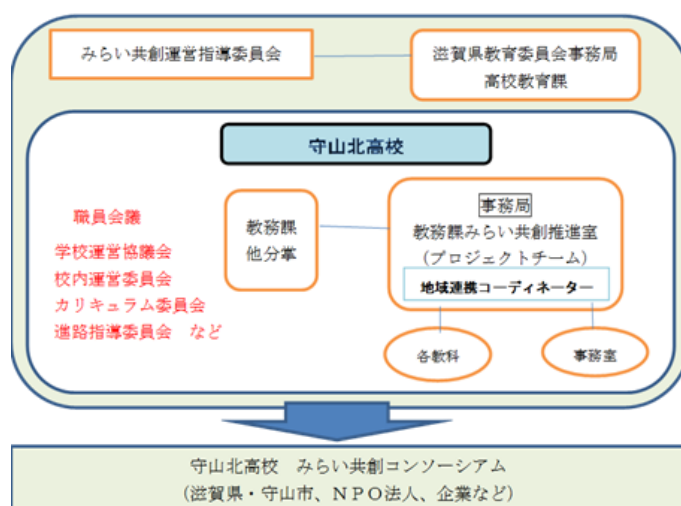 みらい共創運営指導委員会
滋賀県教育委員会事務局
高校教育課
守山北高校
職員会議
学校運営協議会
校内運営委員会
カリキュラム委員会
進路指導委員会 など
教務課
他分掌
事務局
教務課みらい共創推進室
(プロジェクトチーム)
地域連携コーディネーター
各教科
事務室
守山北高校 みらい共創コンソーシアム
(滋賀県・守山市、NPO法人、企業など)